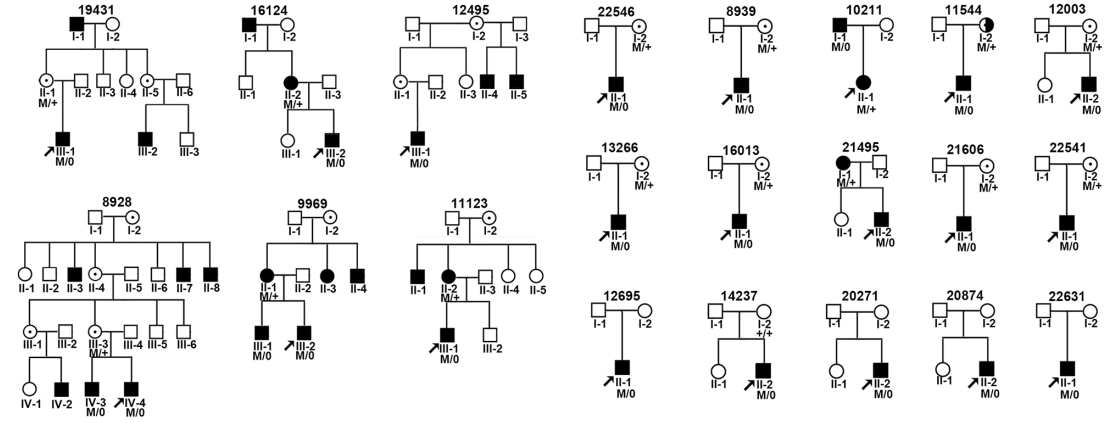 19431
I-1 I-2
II-1 II-2 II-3 II-4 II-5 II-6
M/+
III-1 III-2 III-3
M/0
16124
I-1 I-2
II-1 II-2 II-3
M/+
III-1 III-2
M/0
12495
I-1 I-2 I-3
II-1 II-2 II-3 II-4 II-5
III-1
M/0
22546
I-1 I-2
M/+
II-1
M/0
8939
I-1 I-2
M/+
II-1
M/0
10211
I-1 I-2
M/0
II-1
M/+
11544
I-1 I-2
M/+
II-1
M/0
12003
I-1 I-2
M/+
II-1 II-2
M/0
13266
I-1 I-2
M/+
II-1
M/0
16013
I-1 I-2
M/+
II-1
M/0
21495
I-1 I-2
M/+
II-1 II-2
M/0
21606
I-1 I-2
M/+
II-1
M/0
22541
I-1 I-2
M/+
II-1
M/0
8928
I-1 I-2
II-1 II-2 II-3 II-4 II-5 II-6 II-7 II-8
III-1 III-2 III-3 III-4 III-5 III-6
M/+
IV-1 IV-2 IV-3 IV-4
M/0 M/0
9969
I-1 I-2
II-1 II-2 II-3 II-4
M/+
III-1 III-2
M/0 M/0
11123
I-1 I-2
II-1 II-2 II-3 II-4 II-5
M/+
III-1 III-2
M/0
12695
I-1 I-2
II-1
M/0
14237
I-1 I-2
+/+
II-1 II-2
M/0
20271
I-1 I-2
II-1 II-2
M/0
20874
I-1 I-2
II-1 II-2
M/0
22631
I-1 I-2
II-1
M/0